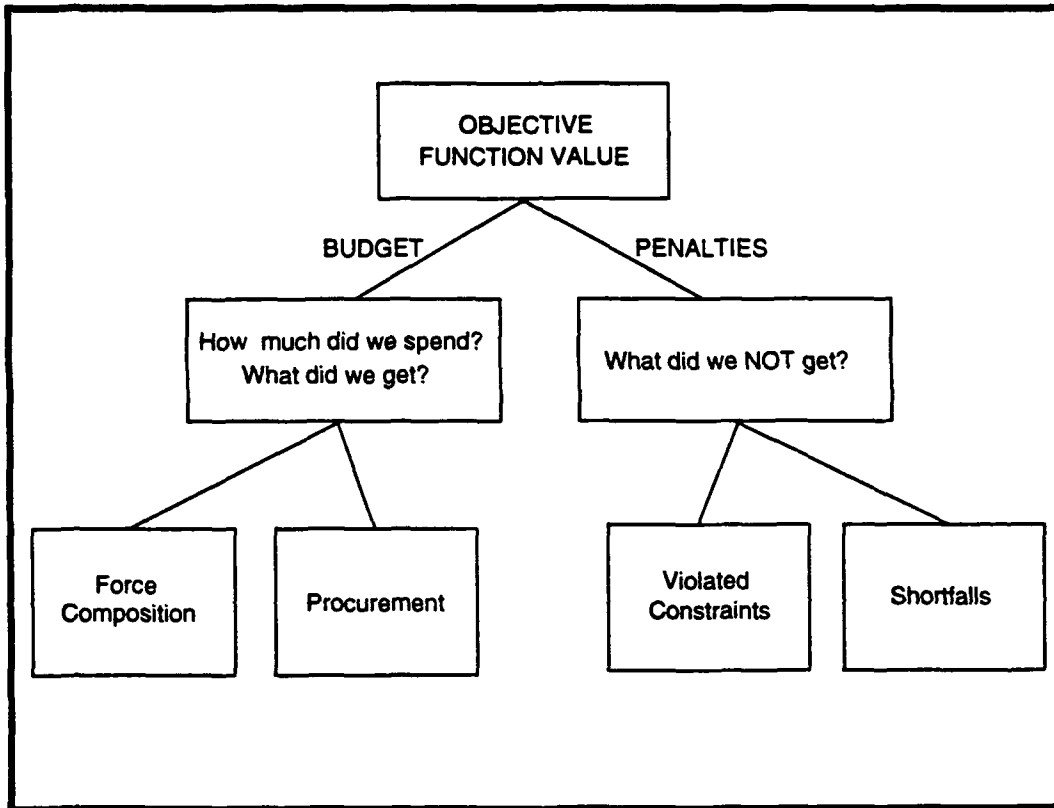 OBJECTIVE
FUNCTION VALUE
BUDGET
PENALTIES
How much did we spend?
What did we get?
What did we NOT get?
Force
Composition
Procurement
Violated
Constraints
Shortfalls